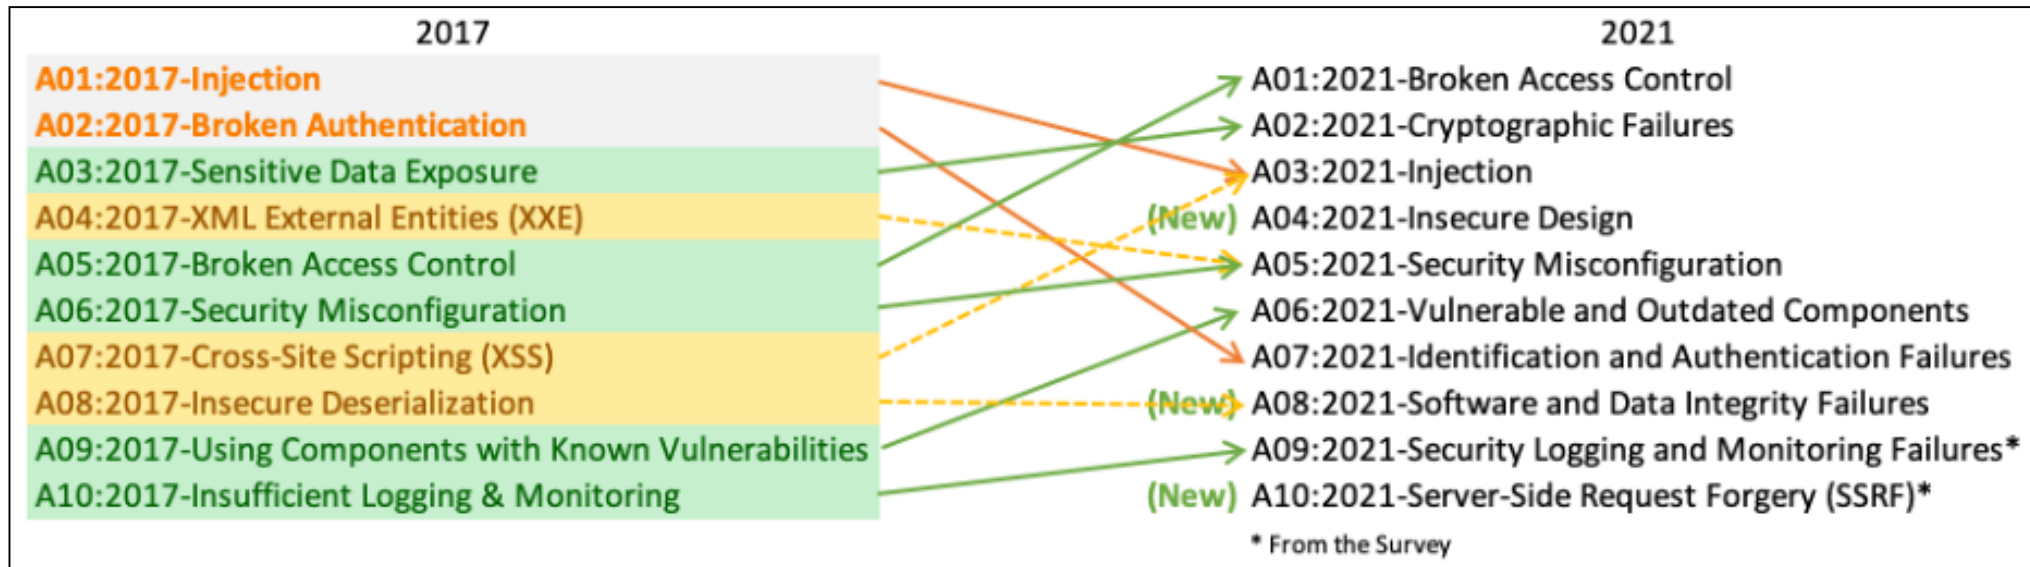 2017
A01:2017-Injection
A02:2017-Broken Authentication
A03:2017-Sensitive Data Exposure
A04:2017-XML External Entities (XXE)
A05:2017-Broken Access Control
A06:2017-Security Misconfiguration
A07:2017-Cross-Site Scripting (XSS)
A08:2017-Insecure Deserialization
A09:2017-Using Components with Known Vulnerabilities
A10:2017-Insufficient Logging & Monitoring
2021
A01:2021-Broken Access Control
A02:2021-Cryptographic Failures
A03:2021-Injection
(New) A04:2021-Insecure Design
A05:2021-Security Misconfiguration
A06:2021-Vulnerable and Outdated Components
A07:2021-Identification and Authentication Failures
(New) A08:2021-Software and Data Integrity Failures
A09:2021-Security Logging and Monitoring Failures*
(New) A10:2021-Server-Side Request Forgery (SSRF)*
* From the Survey